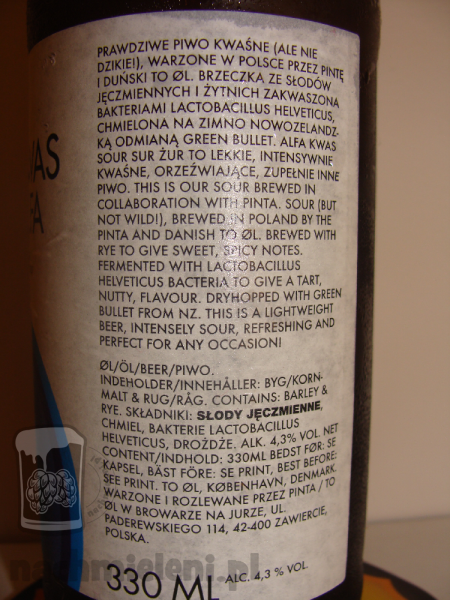 PRAWDZIWE PIWO KWAŚNE (ALE NIE
DZIKIE!), WARZONE W POLSCE PRZEZ PINTĘ
I DUŃSKI TO ØL. BRZECZKA ZE SŁODÓW
JĘCZMIENNYCH I ŻYTNICH ZAKWASZONA
BAKTERIAMI LACTOBACILLUS HELVETICUS,
CHMIELONA NA ZIMNO NOWOZELANDZ-
KĄ ODMIANĄ GREEN BULLET. ALFA KWAS
SOUR SUR ŻUR TO LEKKIE, INTENSYWNIE
KWAŚNE, ORZEŹWIAJĄCE, ZUPEŁNIE INNE
PIWO. THIS IS OUR SOUR BREWED IN
COLLABORATION WITH PINTA. SOUR (BUT
NOT WILD!), BREWED IN POLAND BY THE
PINTA AND DANISH TO ØL. BREWED WITH
RYE TO GIVE SWEET, SPICY NOTES.
FERMENTED WITH LACTOBACILLUS
HELVETICUS BACTERIA TO GIVE A TART,
NUTTY, FLAVOUR. DRYHOPPED WITH GREEN
BULLET FROM NZ. THIS IS A LIGHTWEIGHT
BEER, INTENSELY SOUR, REFRESHING AND
PERFECT FOR ANY OCCASION!
ØL/ÖL/BEER/PIWO.
INDEHOLDER/INNEHÅLLER: BYG/KORN-
MALT & RUG/RÅG. CONTAINS: BARLEY &
RYE. SKŁADNIKI: SŁODY JĘCZMIENNE,
CHMIEL, BAKTERIE LACTOBACILLUS
HELVETICUS, DROŻDŻE. ALK. 4,3% VOL. NET
CONTENT/INDHOLD: 330ML BEDST FØR: SE
KAPSEL, BÄST FÖRE: SE PRINT, BEST BEFORE:
SEE PRINT. TO ØL, KØBENHAVN, DENMARK.
WARZONE I ROZLEWANE PRZEZ PINTA / TO
ØL W BROWARZE NA JURZE, UL.
PADEREWSKIEGO 114, 42-400 ZAWIERCIE,
POLSKA.
330 ML ALC. 4,3 % VOL.